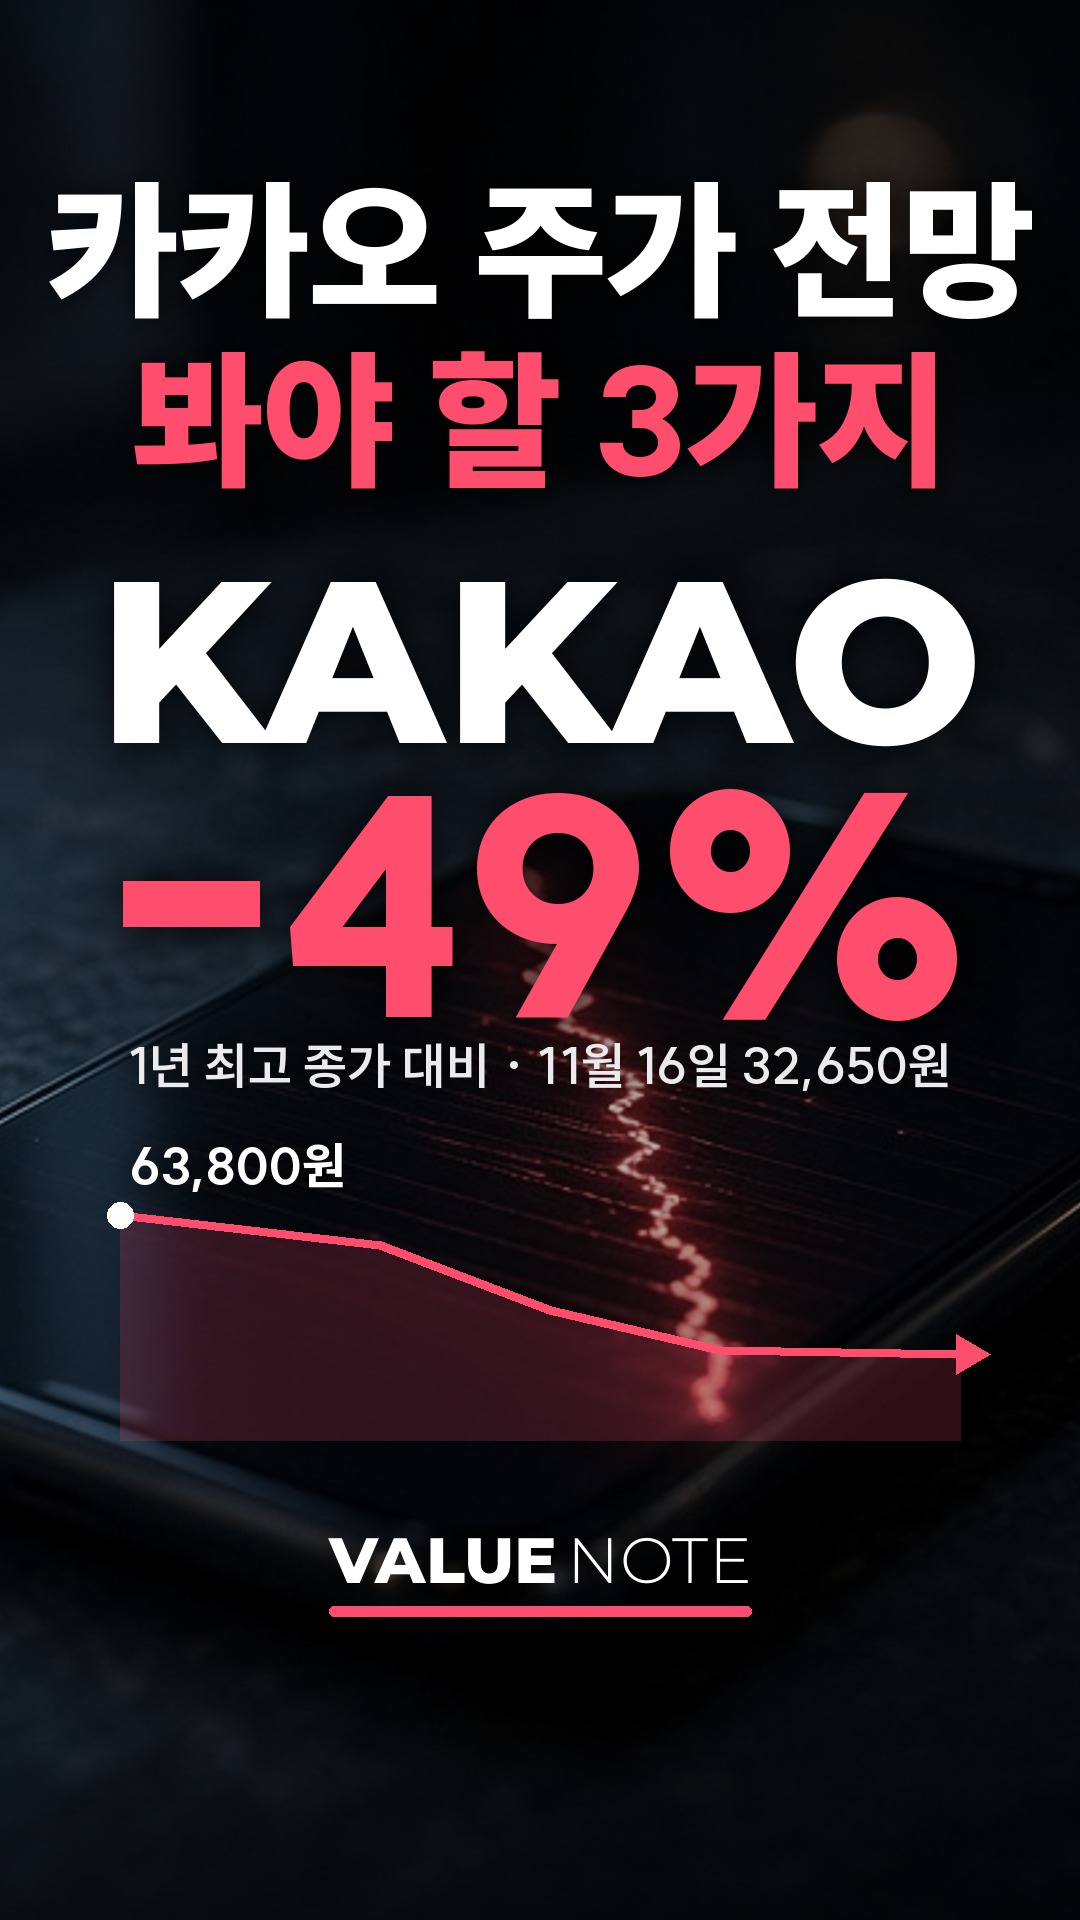 카카오 주가 전망
봐야 할 3가지
KAKAO
-49%
1년 최고 종가 대비 · 11월 16일 32,650원
63,800원
VALUE NOTE